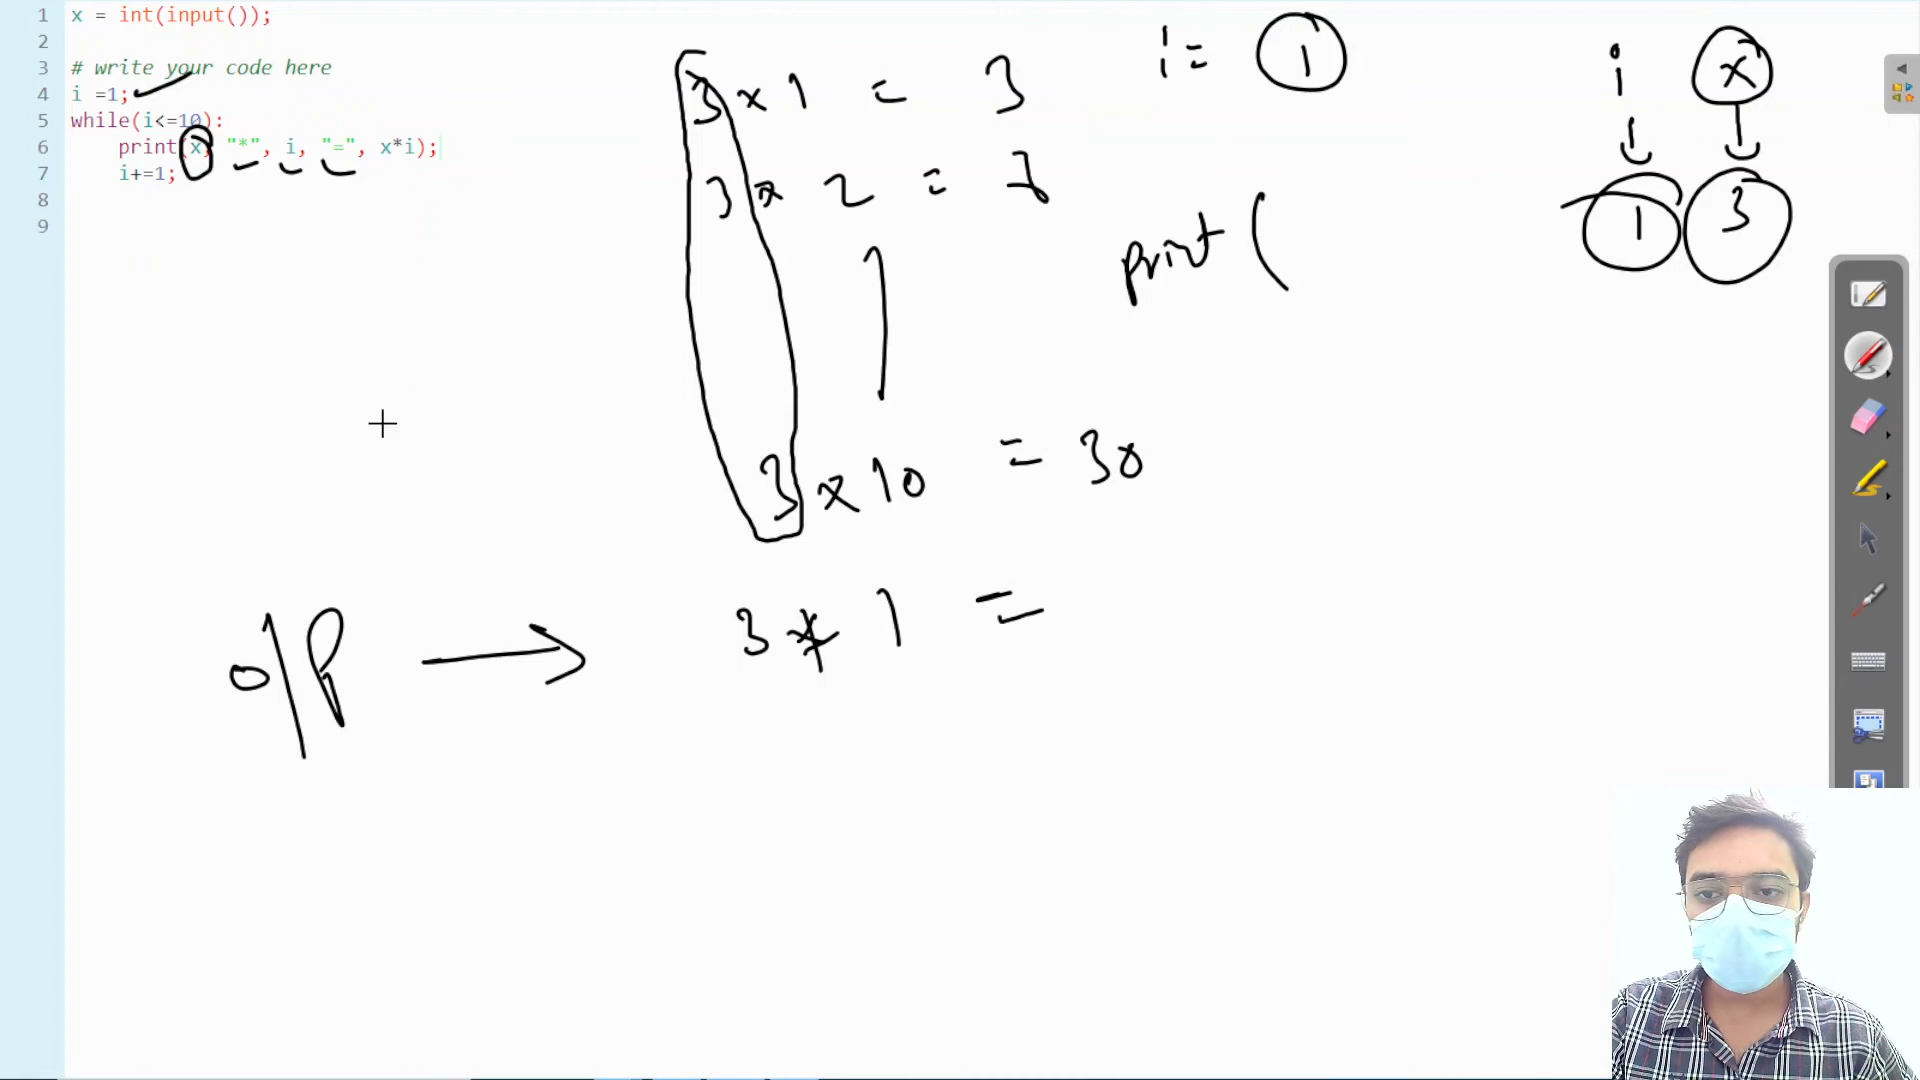 1 x = int(input());
2
3 # write your code here
4 i =1;
5 while(i<=10):
6 print(x, "*", i, "=", x*i);
7 i+=1;
8
9
3 x 1 = 3
i = 1
i x
3 x 2 =
print (
1 3
3 x 10 = 30
o/p → 3 * 1 =